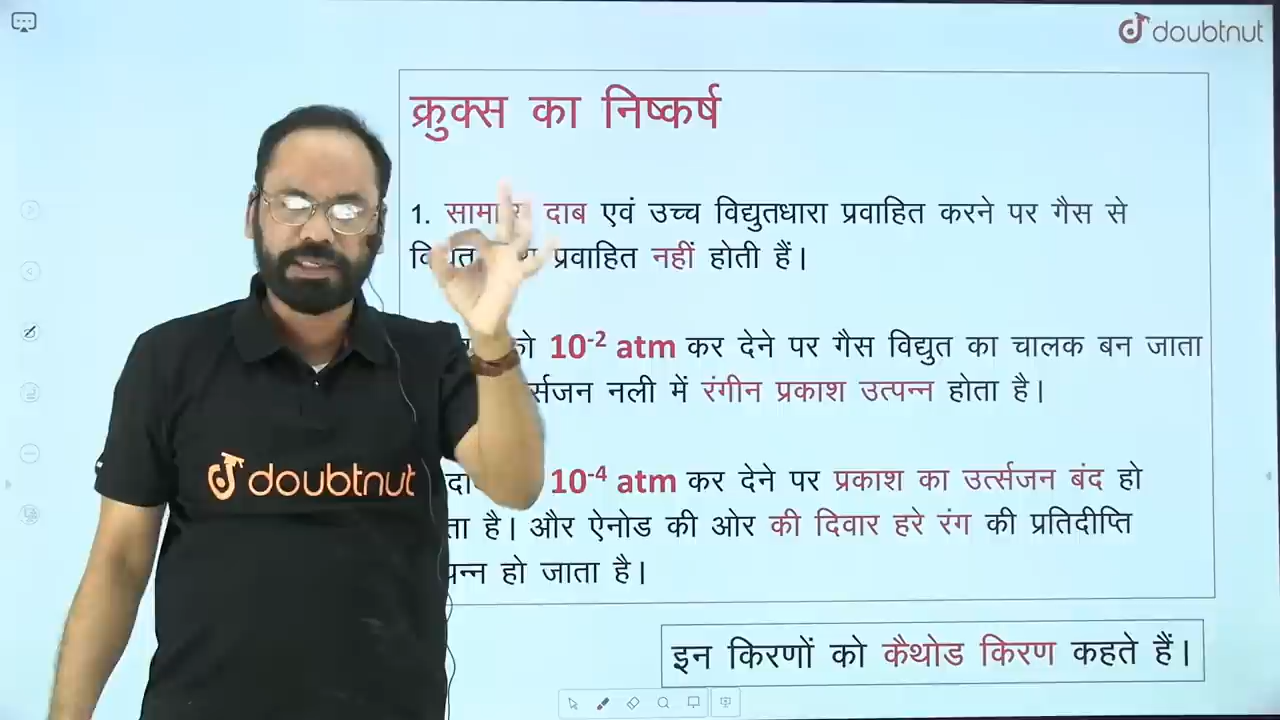 doubtnut
क्रुक्स का निष्कर्ष
1. दाब एवं उच्च विद्युतधारा प्रवाहित करने पर गैस से
प्रवाहित नहीं होती हैं।
को 10-2 atm कर देने पर गैस विद्युत का चालक बन जाता
नली में रंगीन प्रकाश उत्पन्न होता है।
10-4 atm कर देने पर प्रकाश का उर्त्सजन बंद हो
है। और ऐनोड की ओर की दिवार हरे रंग की प्रतिदीप्ति
हो जाता है।
इन किरणों को कैथोड किरण कहते हैं।
doubtnut